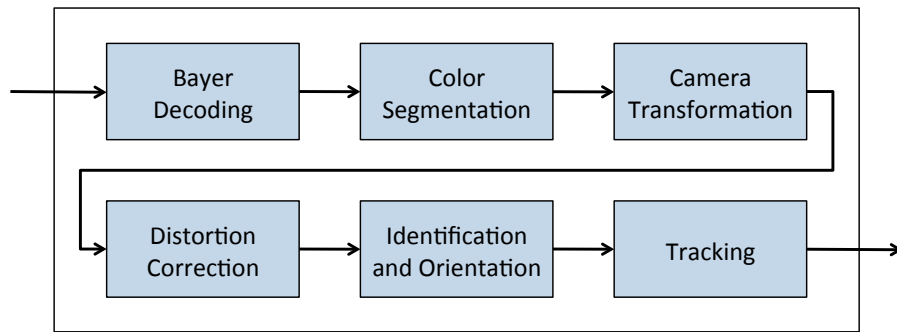 Bayer
Decoding
Color
Segmentation
Camera
Transformation
Distortion
Correction
Identification
and Orientation
Tracking